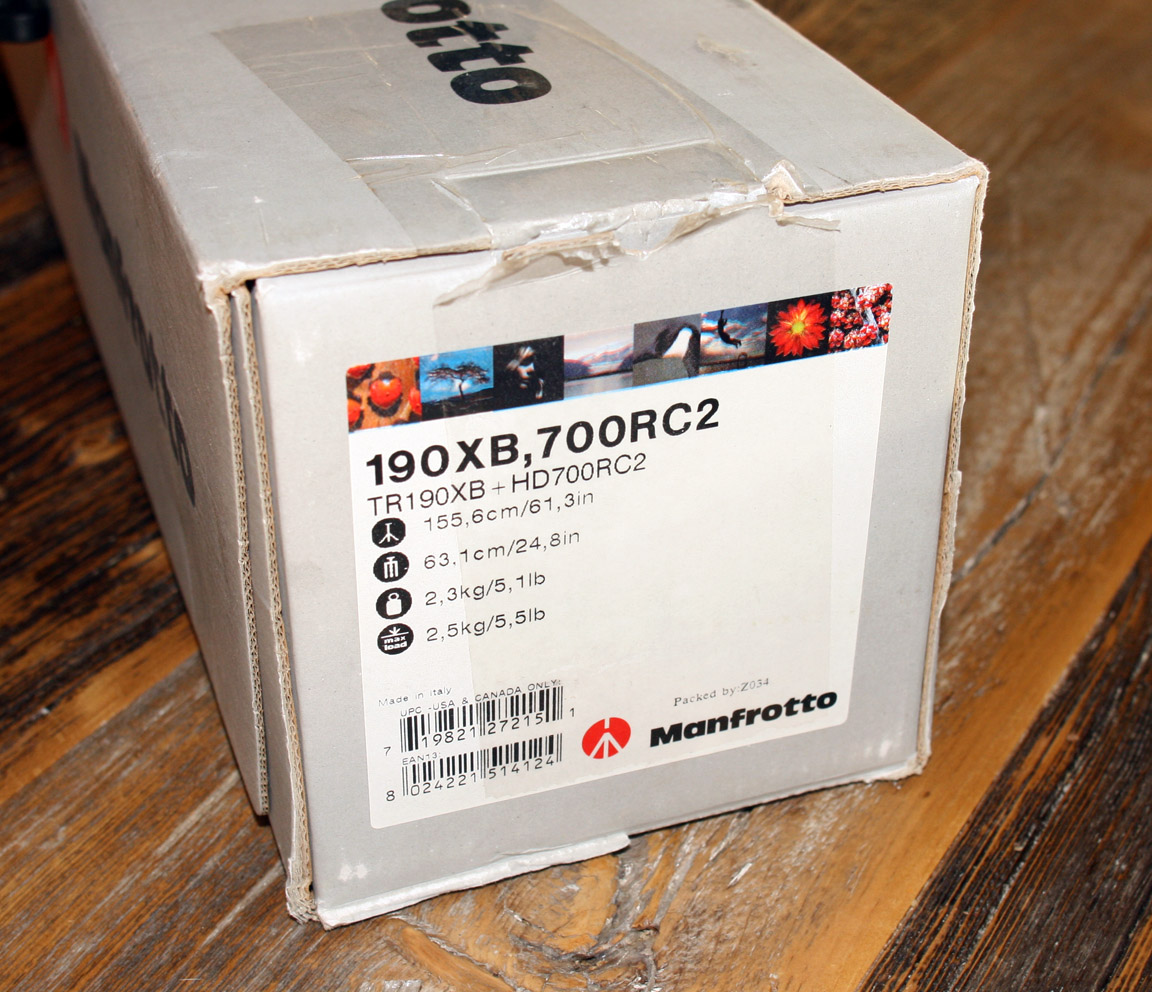 otto
190XB,700RC2
TR190XB+HD700RC2
155,6cm/61,3in
63,1cm/24,8in
2,3kg/5,1lb
max
load
2,5kg/5,5lb
Made in Italy
UPC -USA & CANADA ONLY:
7 19821 27215 1
EAN13:
8 024221 514124
Packed by:Z034
Manfrotto